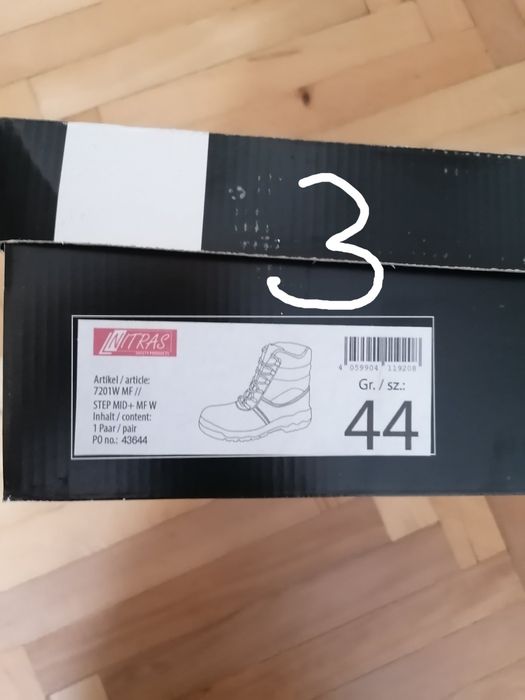 3
NITRAS
SAFETY PRODUCTS
Artikel / article:
7201W MF //
STEP MID+ MF W
Inhalt / content:
1 Paar / pair
PO no.: 43644
4 059904 119208
Gr. / sz.:
44